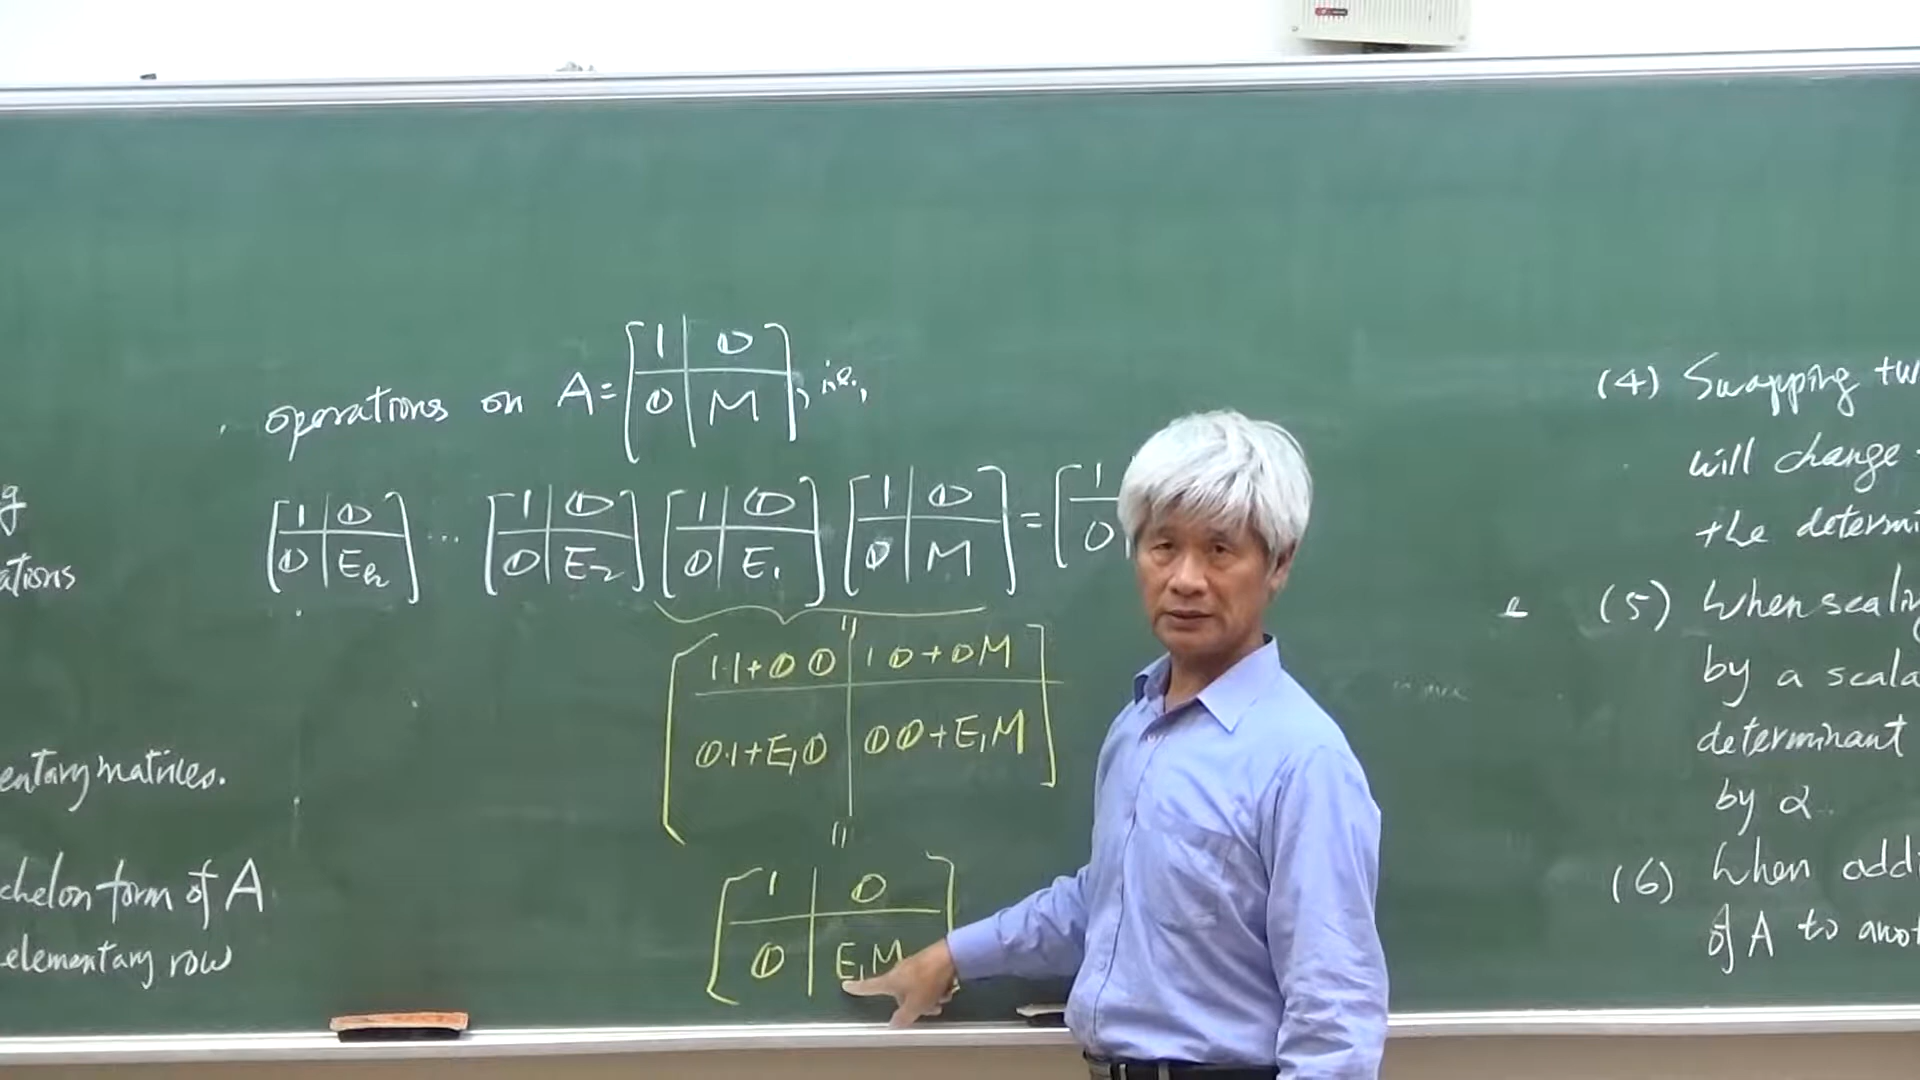 operations on A = [ 1 | 0 ; 0 | M ], i.e.,
[ 1 | 0 ; 0 | E_k ] ... [ 1 | 0 ; 0 | E_2 ] [ 1 | 0 ; 0 | E_1 ] [ 1 | 0 ; 0 | M ] = [ 1 ; 0
||
[ 1·1+0 0 | 1 0+0M ; 0·1+E_1 0 | 0 0+E_1M ]
||
[ 1 | 0 ; 0 | E_1M ]
g
ations
entary matrices.
chelon form of A
elementary row
(4) Swapping tw
will change
the determi
(5) When scalin
by a scala
determinant
by α
(6) When addi
of A to anot